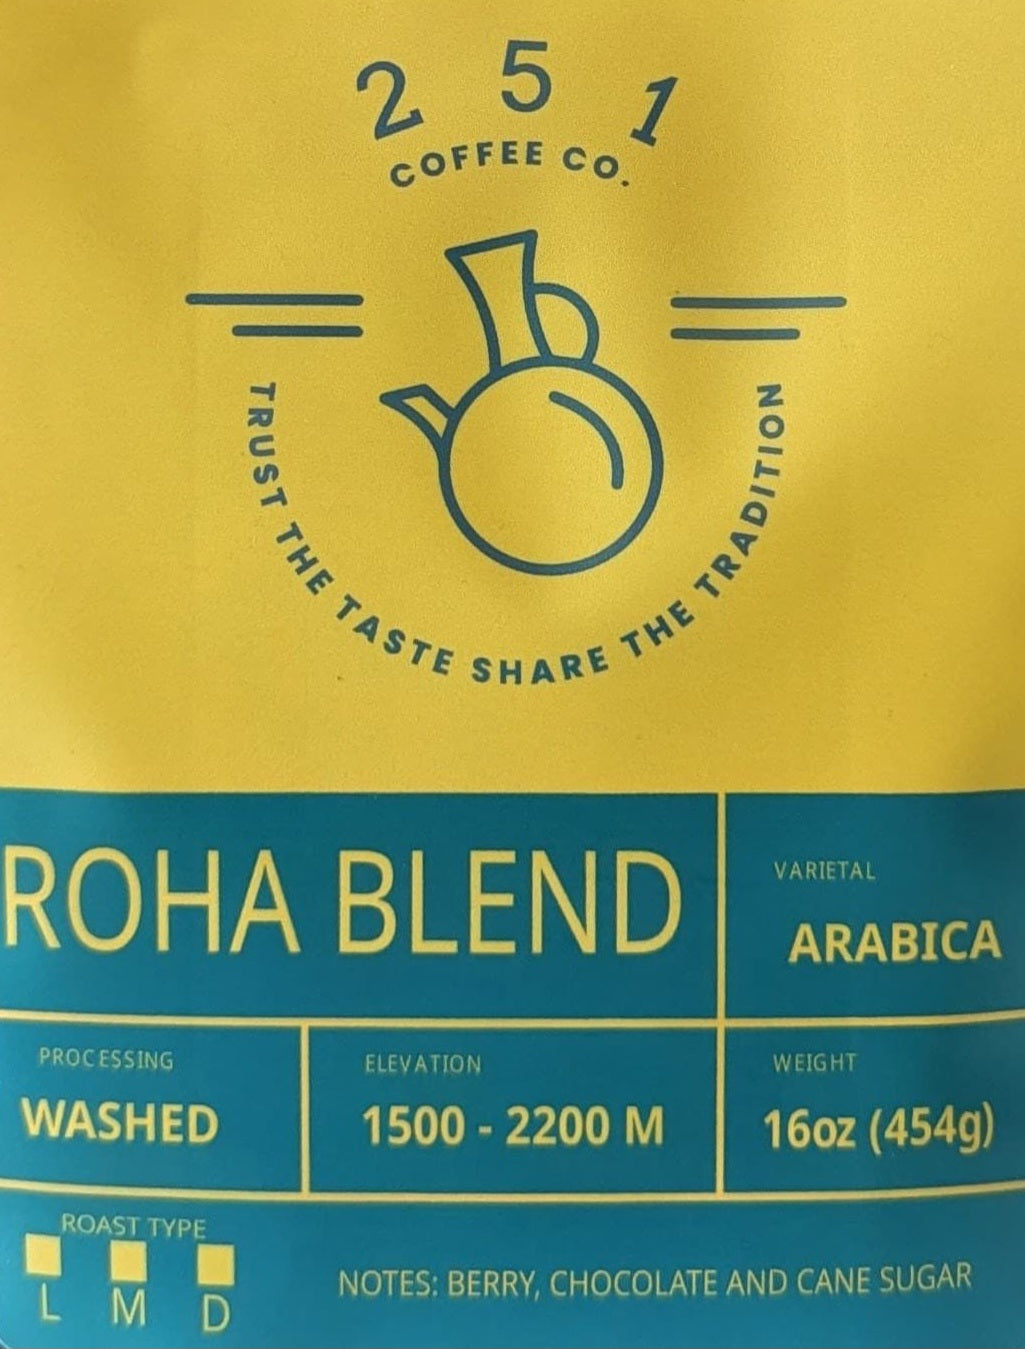 2 5 1
COFFEE CO.
TRUST THE TASTE SHARE THE TRADITION
ROHA BLEND
VARIETAL
ARABICA
PROCESSING
WASHED
ELEVATION
1500 - 2200 M
WEIGHT
16oz (454g)
ROAST TYPE
L M D
NOTES: BERRY, CHOCOLATE AND CANE SUGAR